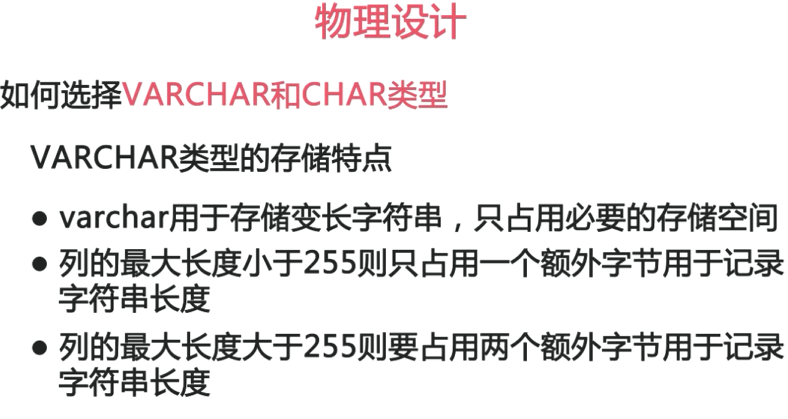 物理设计
如何选择VARCHAR和CHAR类型
VARCHAR类型的存储特点
● varchar用于存储变长字符串，只占用必要的存储空间
● 列的最大长度小于255则只占用一个额外字节用于记录
字符串长度
● 列的最大长度大于255则要占用两个额外字节用于记录
字符串长度